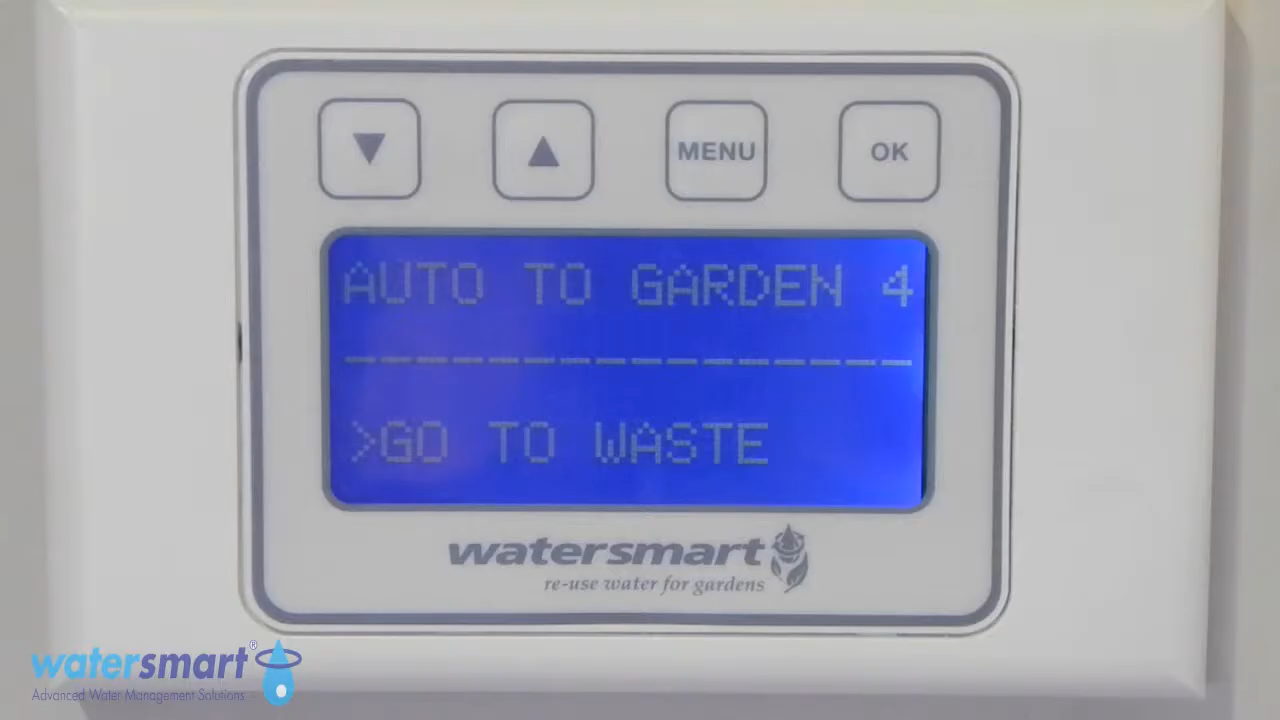 ▼ ▲ MENU OK
AUTO TO GARDEN 4
----------------
>GO TO WASTE
watersmart
re-use water for gardens
watersmart®
Advanced Water Management Solutions